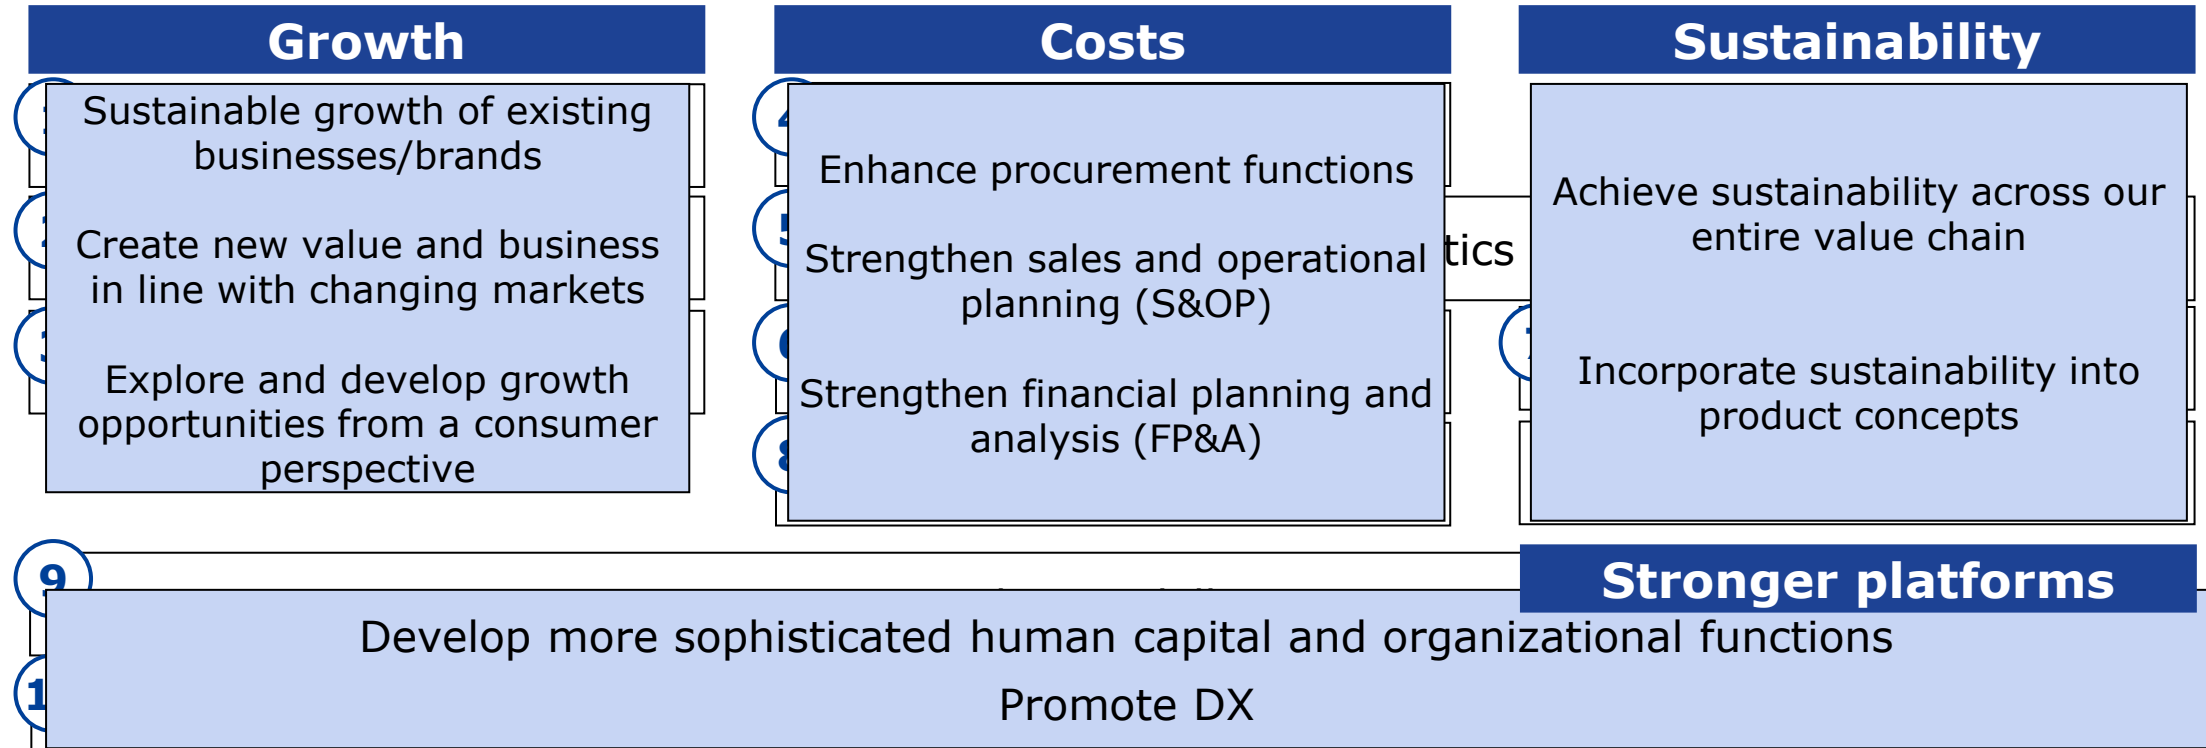 Growth
Sustainable growth of existing
businesses/brands
Create new value and business
in line with changing markets
Explore and develop growth
opportunities from a consumer
perspective
Costs
Enhance procurement functions
Strengthen sales and operational
planning (S&OP)
Strengthen financial planning and
analysis (FP&A)
tics
Sustainability
Achieve sustainability across our
entire value chain
Incorporate sustainability into
product concepts
9
Stronger platforms
Develop more sophisticated human capital and organizational functions
Promote DX